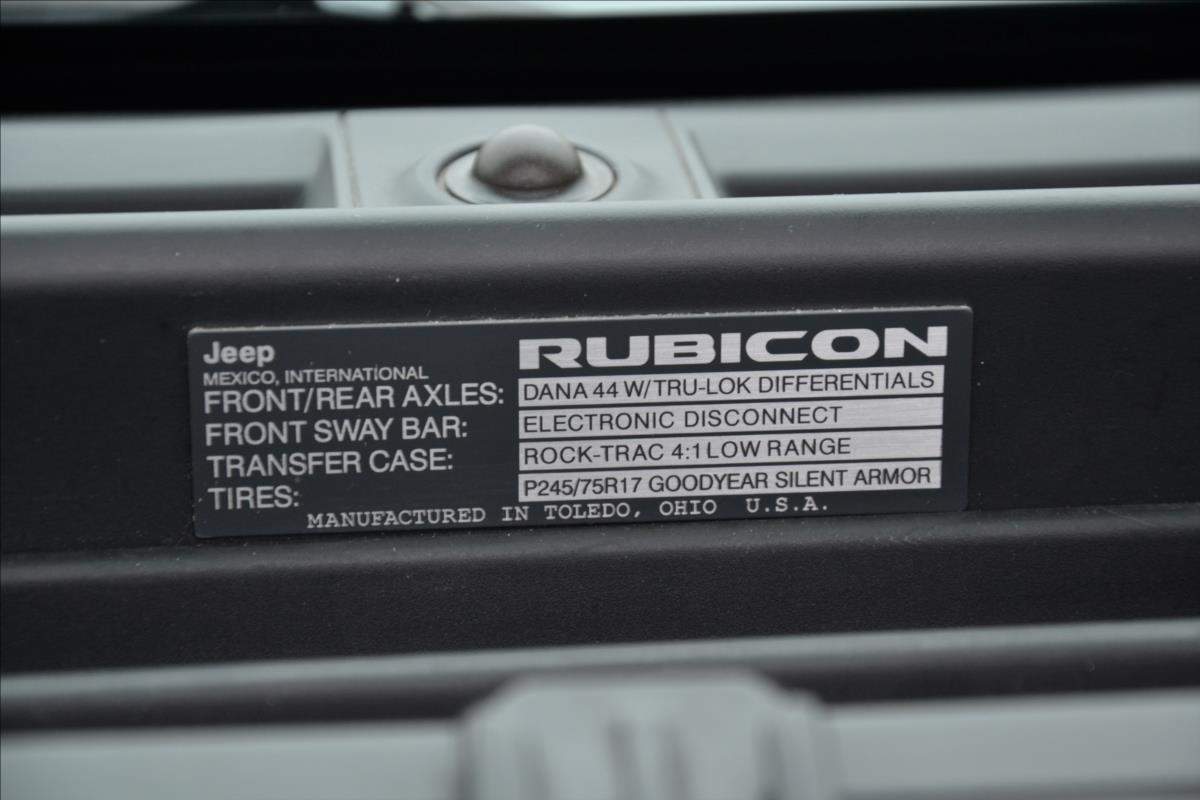 Jeep RUBICON
MEXICO, INTERNATIONAL
FRONT/REAR AXLES: DANA 44 W/TRU-LOK DIFFERENTIALS
FRONT SWAY BAR: ELECTRONIC DISCONNECT
TRANSFER CASE: ROCK-TRAC 4:1 LOW RANGE
TIRES: P245/75R17 GOODYEAR SILENT ARMOR
MANUFACTURED IN TOLEDO, OHIO U.S.A.